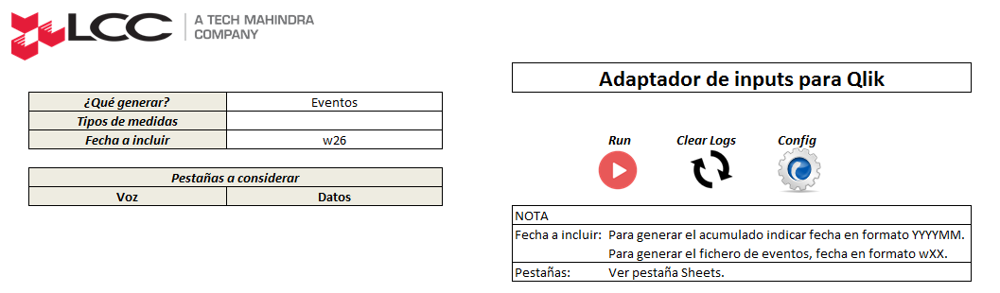 LCC A TECH MAHINDRA
COMPANY
Adaptador de inputs para Qlik
¿Qué generar? Eventos
Tipos de medidas
Fecha a incluir w26
Run Clear Logs Config
Pestañas a considerar
Voz Datos
NOTA
Fecha a incluir: Para generar el acumulado indicar fecha en formato YYYYMM.
Para generar el fichero de eventos, fecha en formato wXX.
Pestañas: Ver pestaña Sheets.